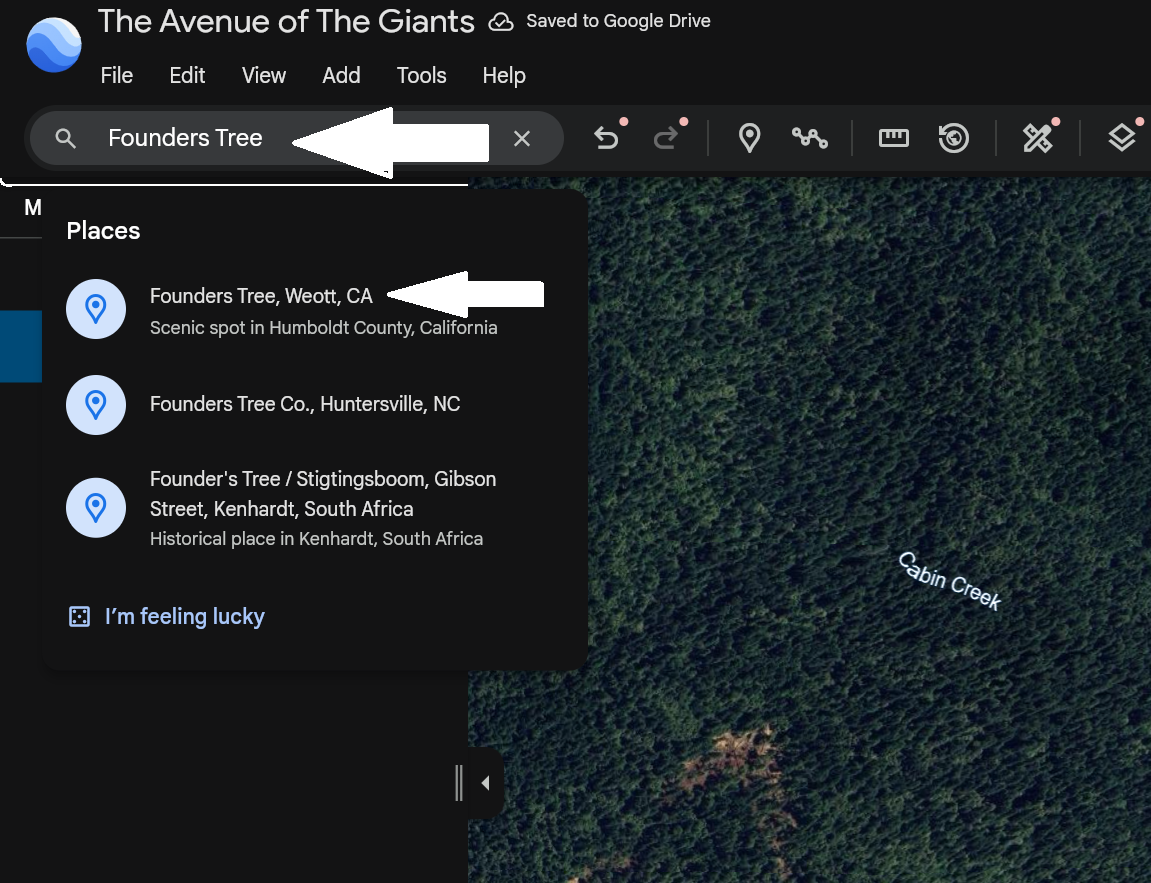 The Avenue of The Giants
Saved to Google Drive
File Edit View Add Tools Help
Founders Tree
M
Places
Founders Tree, Weott, CA
Scenic spot in Humboldt County, California
Founders Tree Co., Huntersville, NC
Founder's Tree / Stigtingsboom, Gibson
Street, Kenhardt, South Africa
Historical place in Kenhardt, South Africa
I'm feeling lucky
Cabin Creek